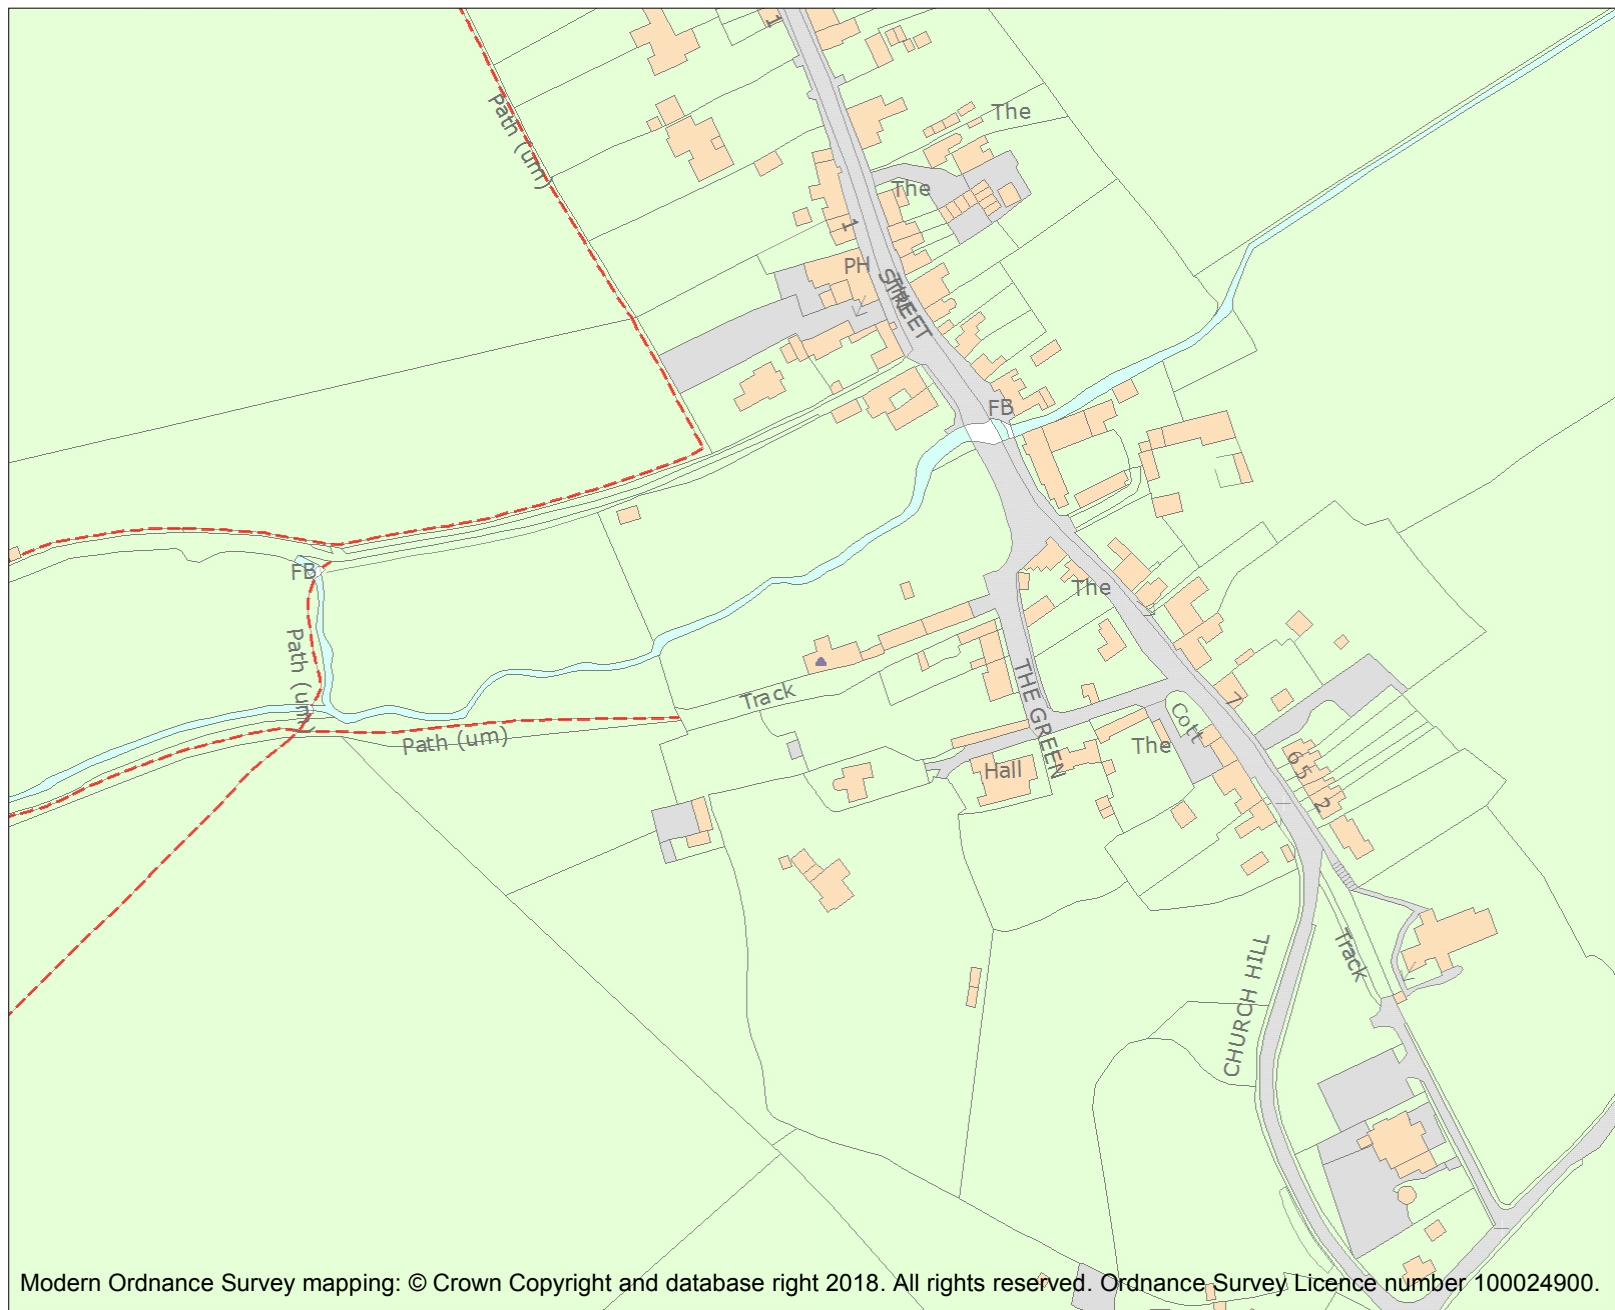 1
Path (um)
The
The
1
PH
STREET
FB
FB
The
Path (um)
Track
THE GREEN
Cott
7
Path (um)
The
Hall
6 5
2
Track
CHURCH HILL
Modern Ordnance Survey mapping: © Crown Copyright and database right 2018. All rights reserved. Ordnance Survey Licence number 100024900.